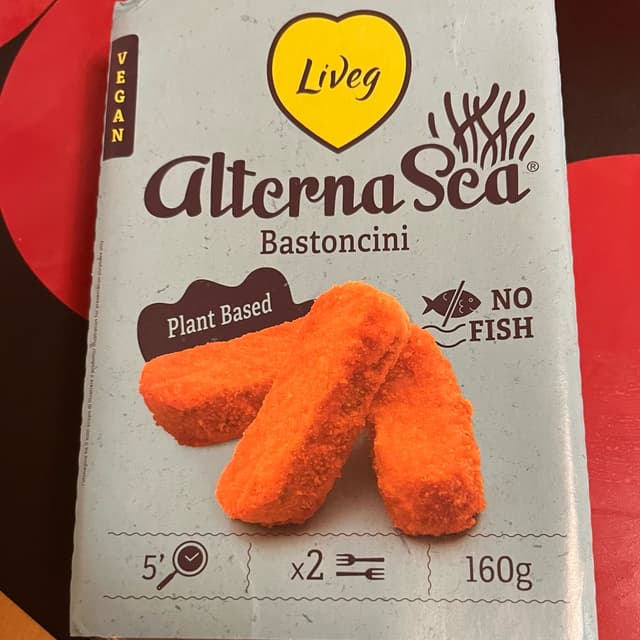 VEGAN
Liveg
AlternaSea®
Bastoncini
Plant Based
NO
FISH
5'
x2
160g